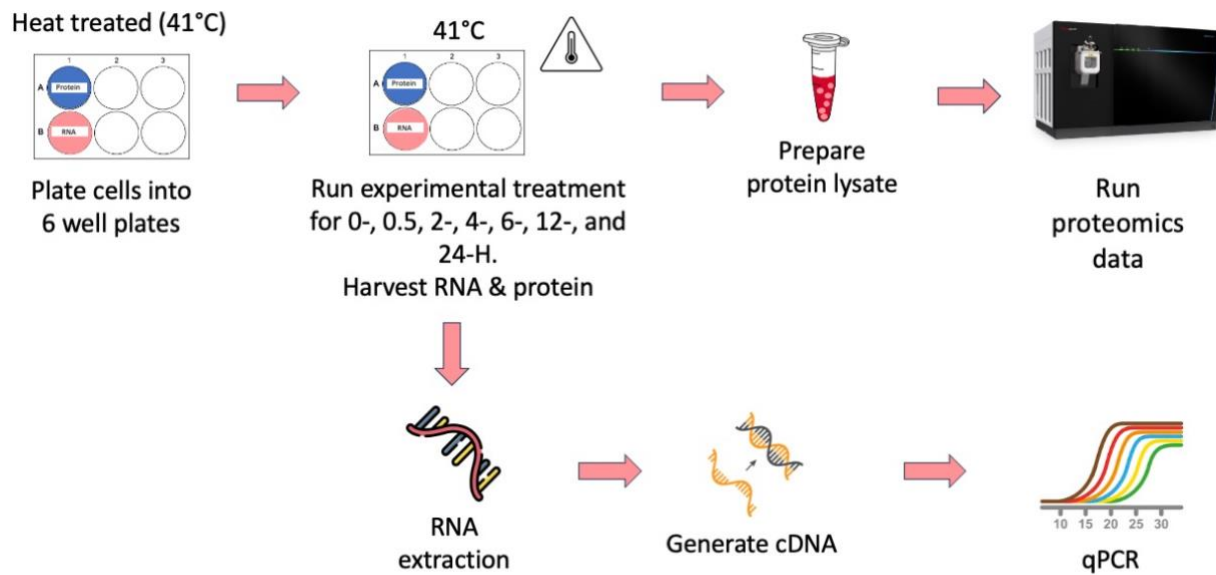 Heat treated (41°C)
1 2 3
A Protein
B RNA
Plate cells into
6 well plates
41°C
1 2 3
A Protein
B RNA
Run experimental treatment
for 0-, 0.5, 2-, 4-, 6-, 12-, and
24-H.
Harvest RNA & protein
Prepare
protein lysate
Run
proteomics
data
RNA
extraction
Generate cDNA
10 15 20 25 30
qPCR